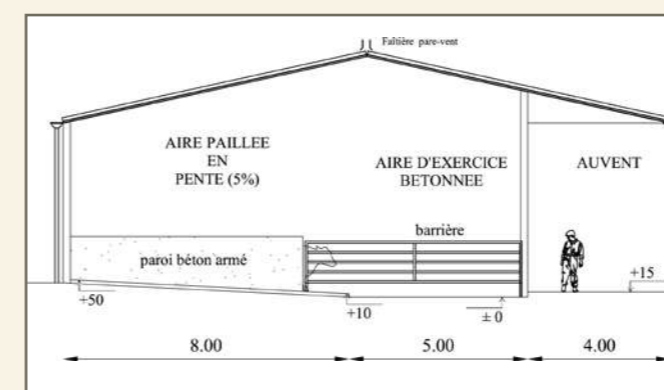 Faîtière pare-vent
AIRE PAILLEE
EN
PENTE (5%)
AIRE D'EXERCICE
BETONNEE
AUVENT
barrière
paroi béton armé
+15
+50
+10
± 0
8.00
5.00
4.00